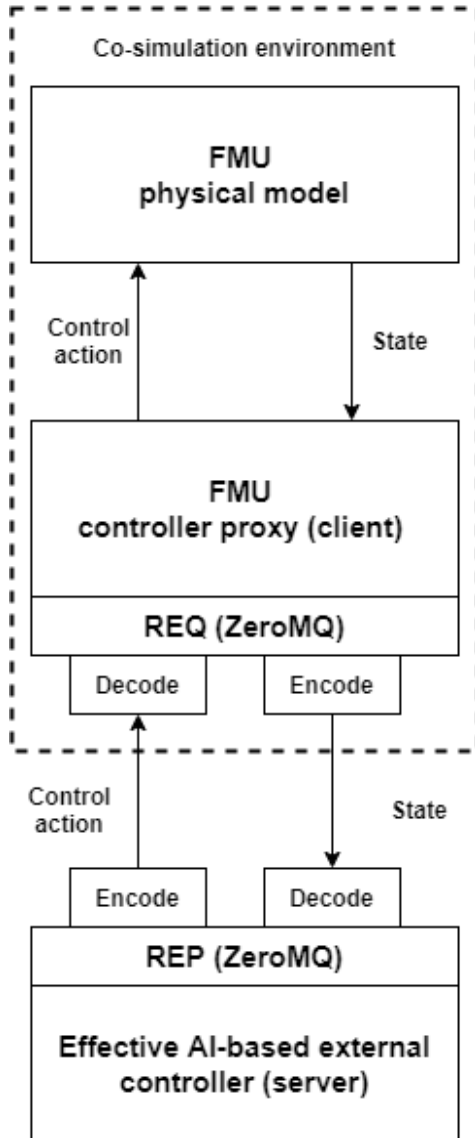 Co-simulation environment
FMU
physical model
Control
action
State
FMU
controller proxy (client)
REQ (ZeroMQ)
Decode
Encode
Control
action
State
Encode
Decode
REP (ZeroMQ)
Effective AI-based external
controller (server)